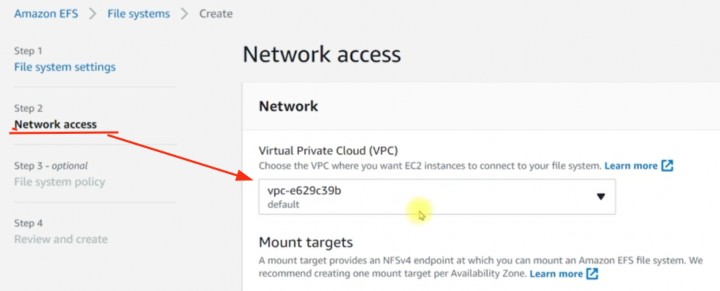 Amazon EFS > File systems > Create
Step 1
File system settings
Step 2
Network access
Step 3 - optional
File system policy
Step 4
Review and create
Network access
Network
Virtual Private Cloud (VPC)
Choose the VPC where you want EC2 instances to connect to your file system. Learn more
vpc-e629c39b
default
Mount targets
A mount target provides an NFSv4 endpoint at which you can mount an Amazon EFS file system. We
recommend creating one mount target per Availability Zone. Learn more